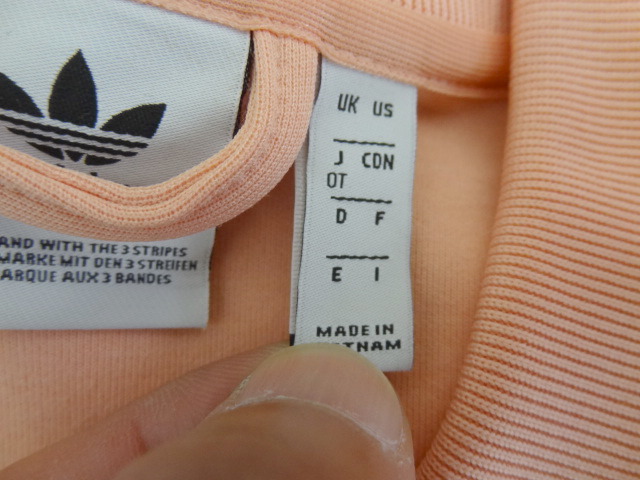 AND WITH THE 3 STRIPES
MARKE MIT DEN 3 STREIFEN
ARQUE AUX 3 BANDES
UK US
J CDN
OT
D F
E I
MADE IN